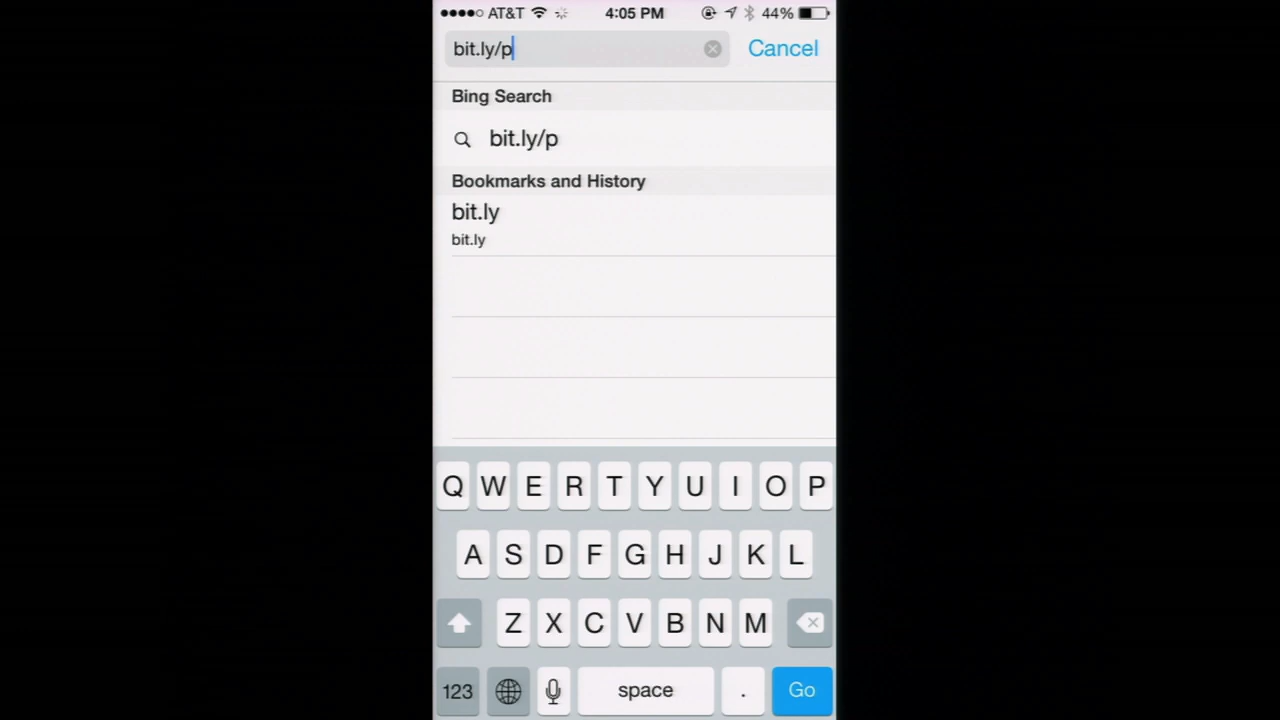 AT&T 4:05 PM 44%
bit.ly/p Cancel
Bing Search
bit.ly/p
Bookmarks and History
bit.ly
bit.ly
Q W E R T Y U I O P
A S D F G H J K L
Z X C V B N M
123 space . Go